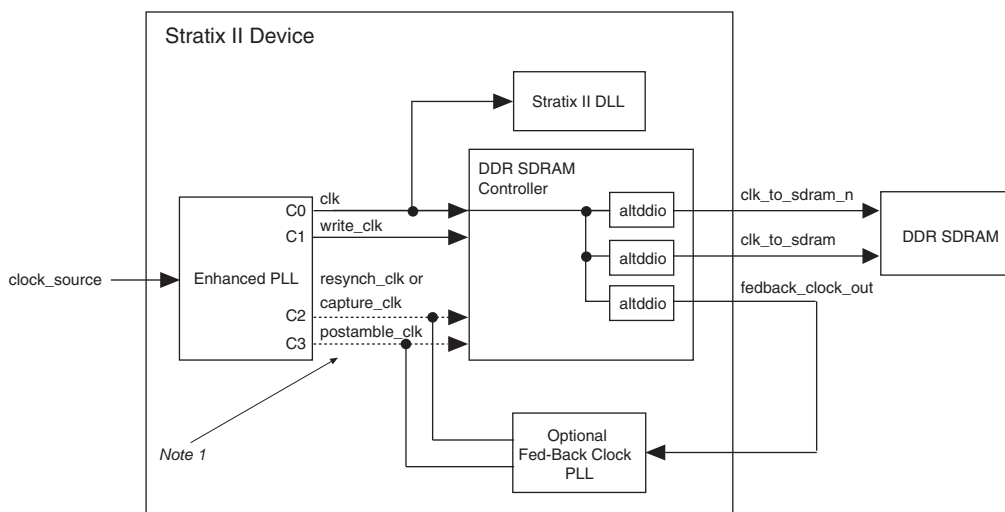 Stratix II Device
Stratix II DLL
DDR SDRAM
Controller
clk
C0
write_clk
C1
altddio
clk_to_sdram_n
altddio
clk_to_sdram
DDR SDRAM
clock_source
Enhanced PLL
resynch_clk or
capture_clk
C2
postamble_clk
C3
altddio
fedback_clock_out
Note 1
Optional
Fed-Back Clock
PLL